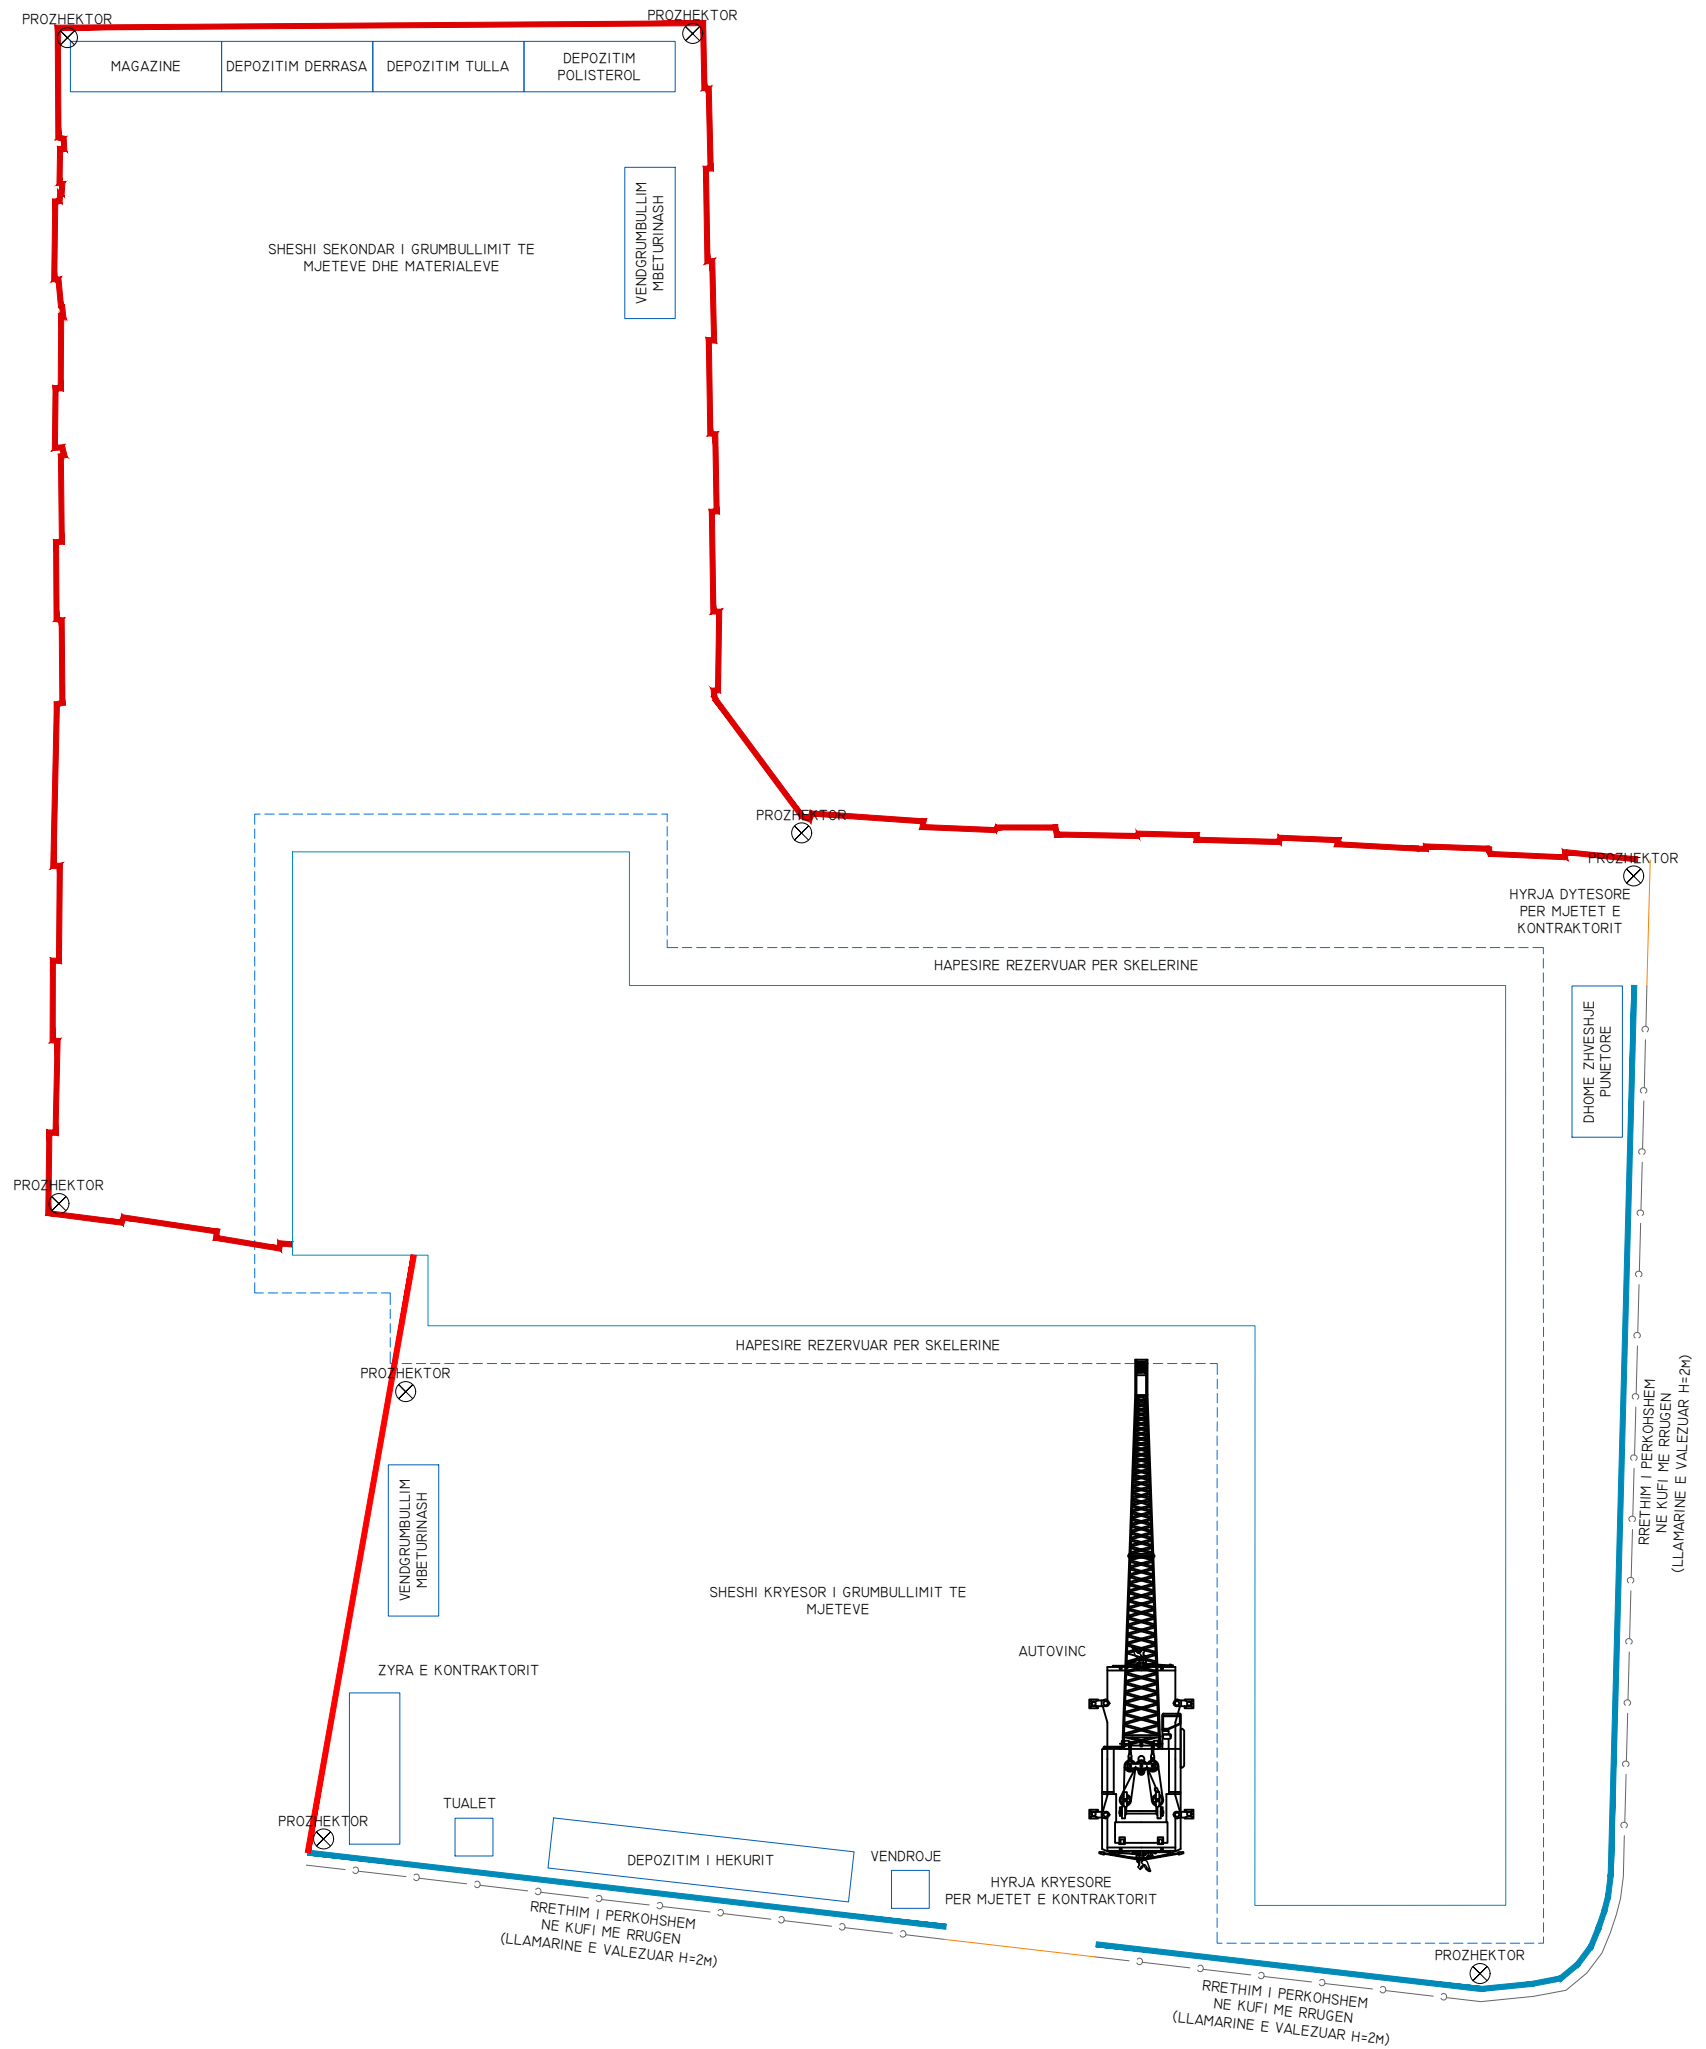 PROZHEKTOR
PROZHEKTOR
MAGAZINE
DEPOZITIM DERRASA
DEPOZITIM TULLA
DEPOZITIM
POLISTEROL
VENDGRUMBULLIM
MBETURINASH
SHESHI SEKONDAR I GRUMBULLIMIT TE
MJETEVE DHE MATERIALEVE
PROZHEKTOR
PROZHEKTOR
HYRJA DYTESORE
PER MJETET E
KONTRAKTORIT
HAPESIRE REZERVUAR PER SKELERINE
DHOME ZHVESHJE
PUNETORE
PROZHEKTOR
HAPESIRE REZERVUAR PER SKELERINE
PROZHEKTOR
RRETHIM I PERKOHSHEM
NE KUFI ME RRUGEN
(LLAMARINE E VALEZUAR H=2M)
VENDGRUMBULLIM
MBETURINASH
SHESHI KRYESOR I GRUMBULLIMIT TE
MJETEVE
AUTOVINC
ZYRA E KONTRAKTORIT
TUALET
PROZHEKTOR
DEPOZITIM I HEKURIT
VENDROJE
HYRJA KRYESORE
PER MJETET E KONTRAKTORIT
RRETHIM I PERKOHSHEM
NE KUFI ME RRUGEN
(LLAMARINE E VALEZUAR H=2M)
PROZHEKTOR
RRETHIM I PERKOHSHEM
NE KUFI ME RRUGEN
(LLAMARINE E VALEZUAR H=2M)